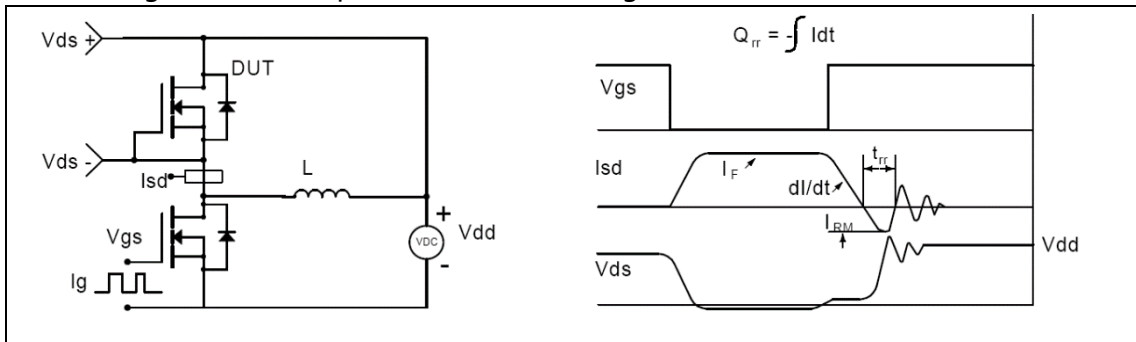 Vds +
DUT
Vds -
Isd
L
Vgs
Ig
+
VDC
-
Vdd
Qrr = -∫ Idt
Vgs
Isd
IF
dI/dt
trr
IRM
Vdd
Vds